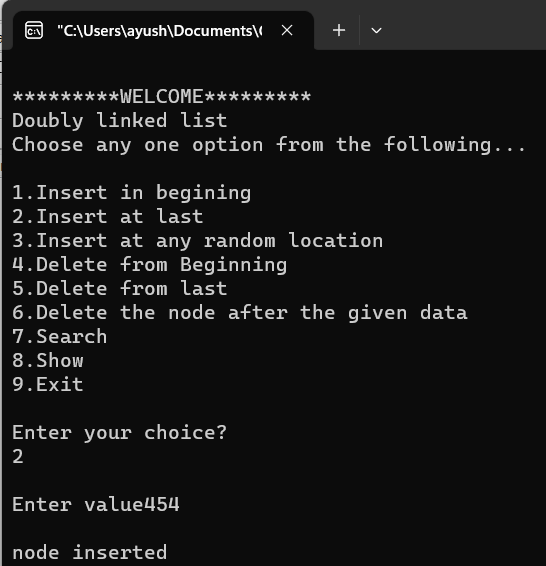 "C:\Users\ayush\Documents\
*********WELCOME*********
Doubly linked list
Choose any one option from the following...
1.Insert in begining
2.Insert at last
3.Insert at any random location
4.Delete from Beginning
5.Delete from last
6.Delete the node after the given data
7.Search
8.Show
9.Exit
Enter your choice?
2
Enter value454
node inserted